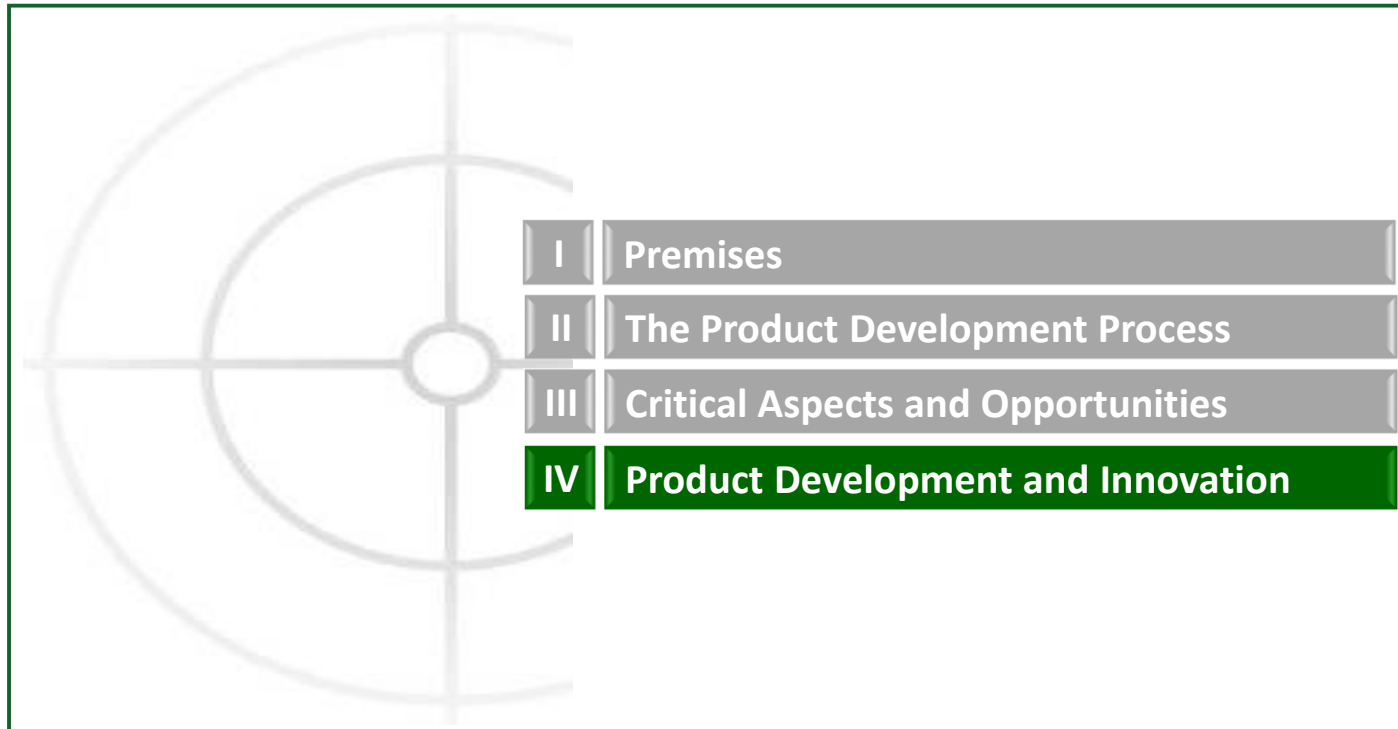 I Premises
II The Product Development Process
III Critical Aspects and Opportunities
IV Product Development and Innovation